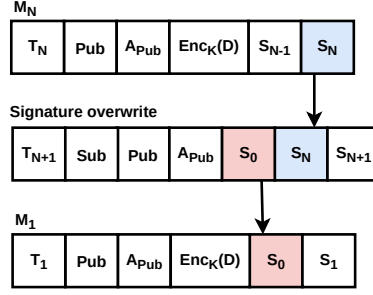 M_N
T_N Pub A_Pub Enc_K(D) S_N-1 S_N
Signature overwrite
T_N+1 Sub Pub A_Pub S_0 S_N S_N+1
M_1
T_1 Pub A_Pub Enc_K(D) S_0 S_1